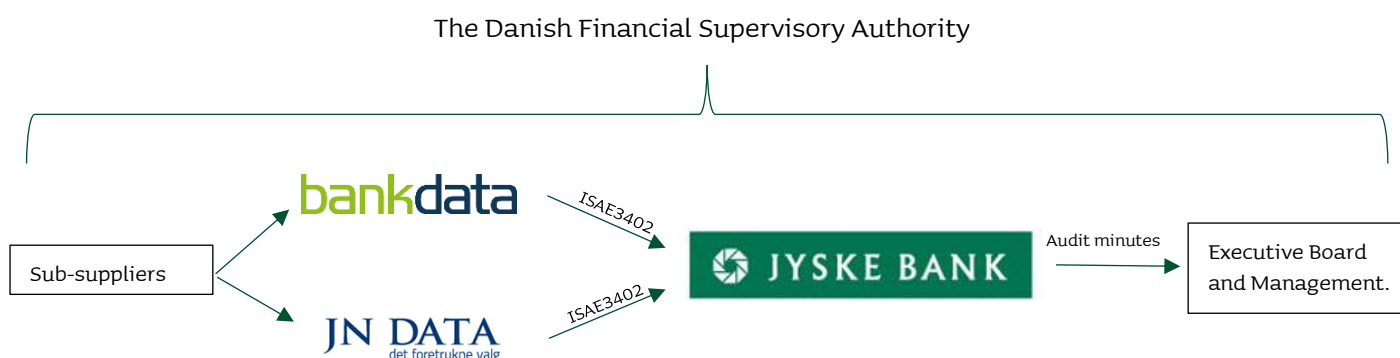 The Danish Financial Supervisory Authority
bankdata
ISAE3402
Sub-suppliers
JYSKE BANK
Audit minutes
Executive Board
and Management.
ISAE3402
JN DATA
det foretrukne valg